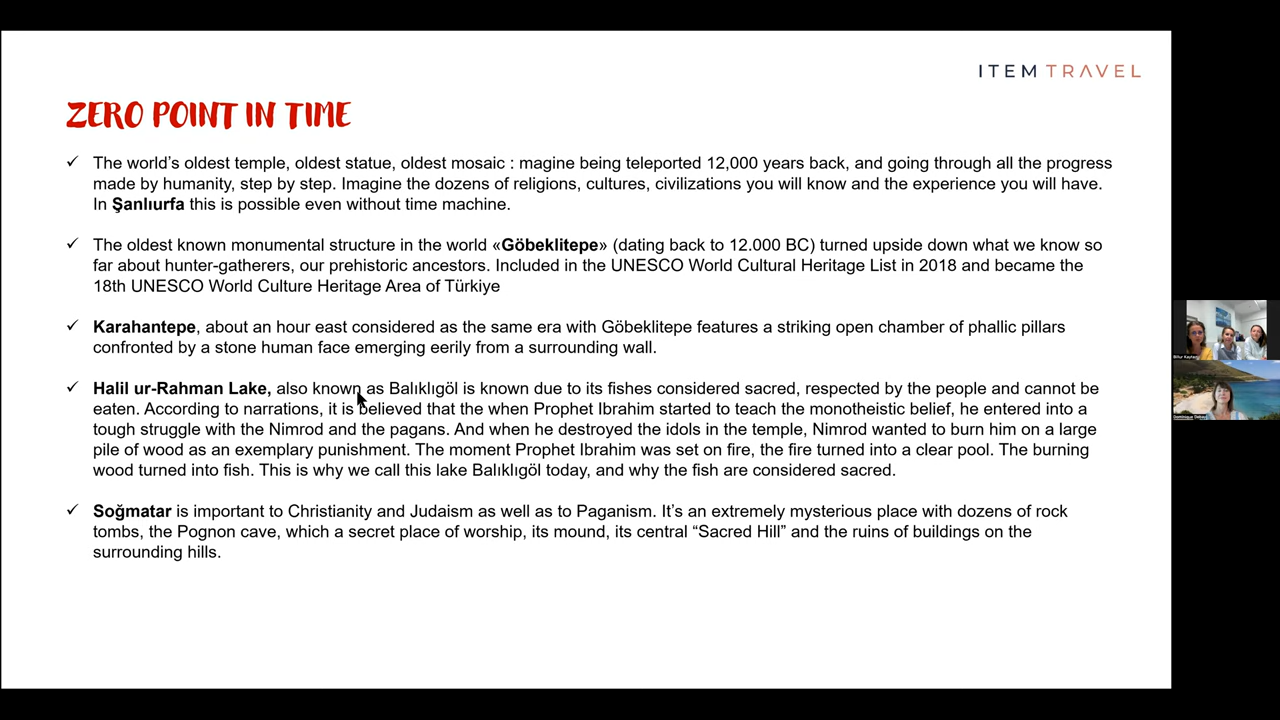 ITEM TRAVEL
ZERO POINT IN TIME
✓ The world's oldest temple, oldest statue, oldest mosaic : magine being teleported 12,000 years back, and going through all the progress
made by humanity, step by step. Imagine the dozens of religions, cultures, civilizations you will know and the experience you will have.
In Şanlıurfa this is possible even without time machine.
✓ The oldest known monumental structure in the world «Göbeklitepe» (dating back to 12.000 BC) turned upside down what we know so
far about hunter-gatherers, our prehistoric ancestors. Included in the UNESCO World Cultural Heritage List in 2018 and became the
18th UNESCO World Culture Heritage Area of Türkiye
✓ Karahantepe, about an hour east considered as the same era with Göbeklitepe features a striking open chamber of phallic pillars
confronted by a stone human face emerging eerily from a surrounding wall.
✓ Halil ur-Rahman Lake, also known as Balıklıgöl is known due to its fishes considered sacred, respected by the people and cannot be
eaten. According to narrations, it is believed that the when Prophet Ibrahim started to teach the monotheistic belief, he entered into a
tough struggle with the Nimrod and the pagans. And when he destroyed the idols in the temple, Nimrod wanted to burn him on a large
pile of wood as an exemplary punishment. The moment Prophet Ibrahim was set on fire, the fire turned into a clear pool. The burning
wood turned into fish. This is why we call this lake Balıklıgöl today, and why the fish are considered sacred.
✓ Soğmatar is important to Christianity and Judaism as well as to Paganism. It's an extremely mysterious place with dozens of rock
tombs, the Pognon cave, which a secret place of worship, its mound, its central “Sacred Hill” and the ruins of buildings on the
surrounding hills.